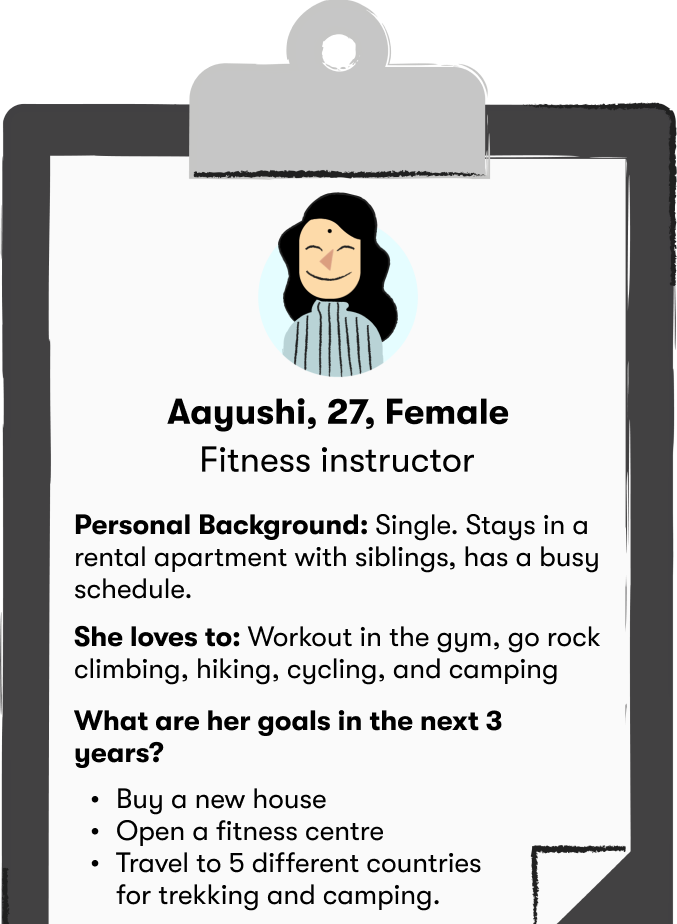 Aayushi, 27, Female
Fitness instructor
Personal Background: Single. Stays in a
rental apartment with siblings, has a busy
schedule.
She loves to: Workout in the gym, go rock
climbing, hiking, cycling, and camping
What are her goals in the next 3
years?
• Buy a new house
• Open a fitness centre
• Travel to 5 different countries
for trekking and camping.